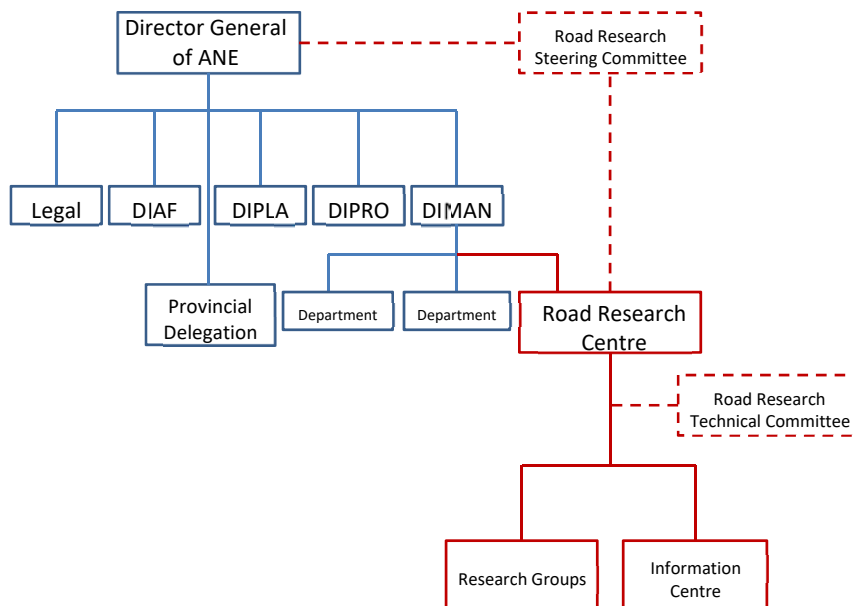 Director General
of ANE
Road Research
Steering Committee
Legal
DIAF
DIPLA
DIPRO
DIMAN
Provincial
Delegation
Department
Department
Road Research
Centre
Road Research
Technical Committee
Research Groups
Information
Centre